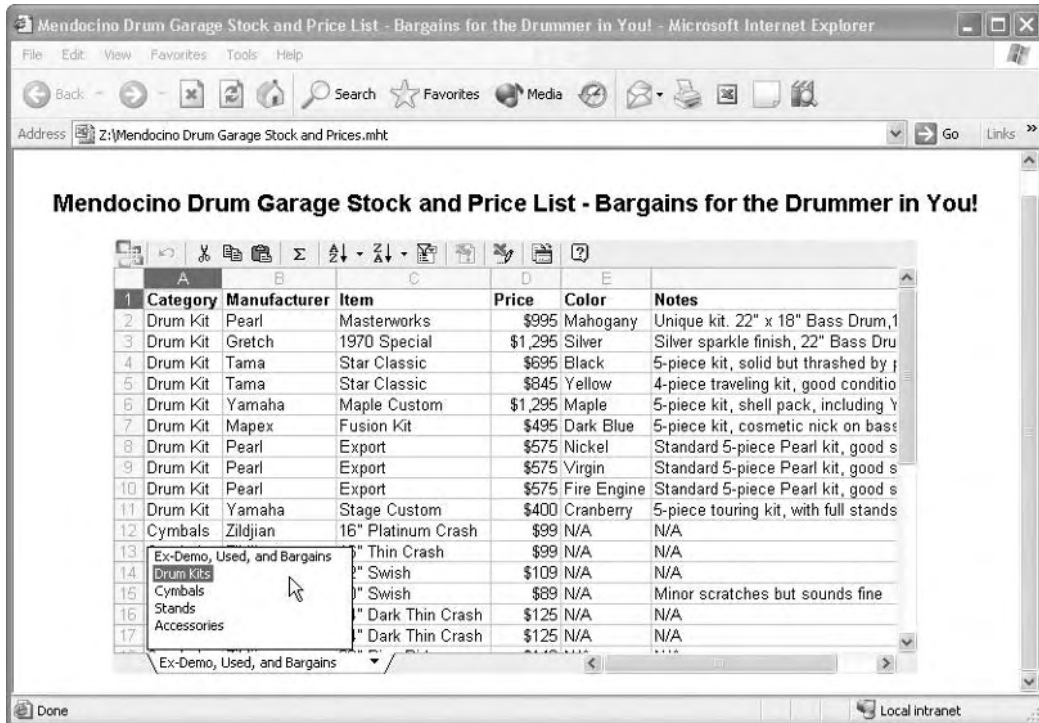 Mendocino Drum Garage Stock and Price List - Bargains for the Drummer in You! - Microsoft Internet Explorer
File Edit View Favorites Tools Help
Back Search Favorites Media
Address Z:\Mendocino Drum Garage Stock and Prices.mht Go Links »
Mendocino Drum Garage Stock and Price List - Bargains for the Drummer in You!
A B C D E
1 Category Manufacturer Item Price Color Notes
2 Drum Kit Pearl Masterworks $995 Mahogany Unique kit. 22" x 18" Bass Drum,1
3 Drum Kit Gretch 1970 Special $1,295 Silver Silver sparkle finish, 22" Bass Dru
4 Drum Kit Tama Star Classic $695 Black 5-piece kit, solid but thrashed by
5 Drum Kit Tama Star Classic $845 Yellow 4-piece traveling kit, good conditio
6 Drum Kit Yamaha Maple Custom $1,295 Maple 5-piece kit, shell pack, including Y
7 Drum Kit Mapex Fusion Kit $495 Dark Blue 5-piece kit, cosmetic nick on bass
8 Drum Kit Pearl Export $575 Nickel Standard 5-piece Pearl kit, good s
9 Drum Kit Pearl Export $575 Virgin Standard 5-piece Pearl kit, good s
10 Drum Kit Pearl Export $575 Fire Engine Standard 5-piece Pearl kit, good s
11 Drum Kit Yamaha Stage Custom $400 Cranberry 5-piece touring kit, with full stands
12 Cymbals Zildjian 16" Platinum Crash $99 N/A N/A
13 " Thin Crash $99 N/A N/A
14 " Swish $109 N/A N/A
15 " Swish $89 N/A Minor scratches but sounds fine
16 " Dark Thin Crash $125 N/A N/A
17 " Dark Thin Crash $125 N/A N/A
Ex-Demo, Used, and Bargains
Drum Kits
Cymbals
Stands
Accessories
Ex-Demo, Used, and Bargains
Done Local intranet